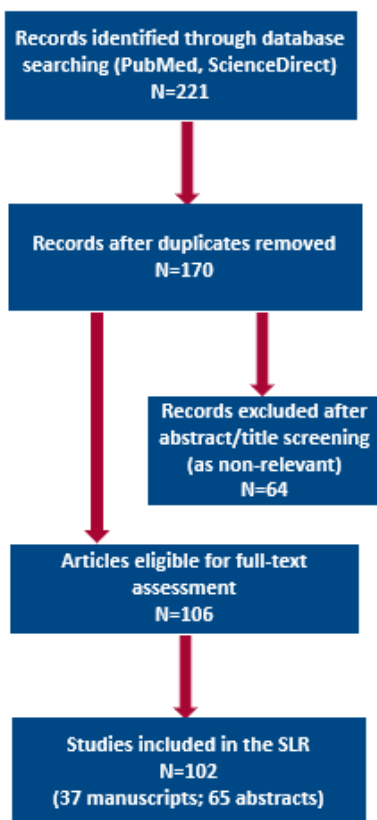 Records identified through database
searching (PubMed, ScienceDirect)
N=221
Records after duplicates removed
N=170
Records excluded after
abstract/title screening
(as non-relevant)
N=64
Articles eligible for full-text
assessment
N=106
Studies included in the SLR
N=102
(37 manuscripts; 65 abstracts)